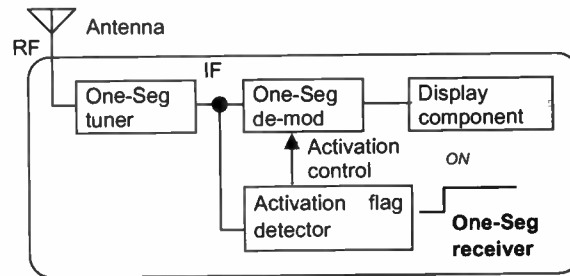 Antenna
RF
IF
One-Seg
tuner
One-Seg
de-mod
Display
component
Activation
control
ON
Activation flag
detector
One-Seg
receiver